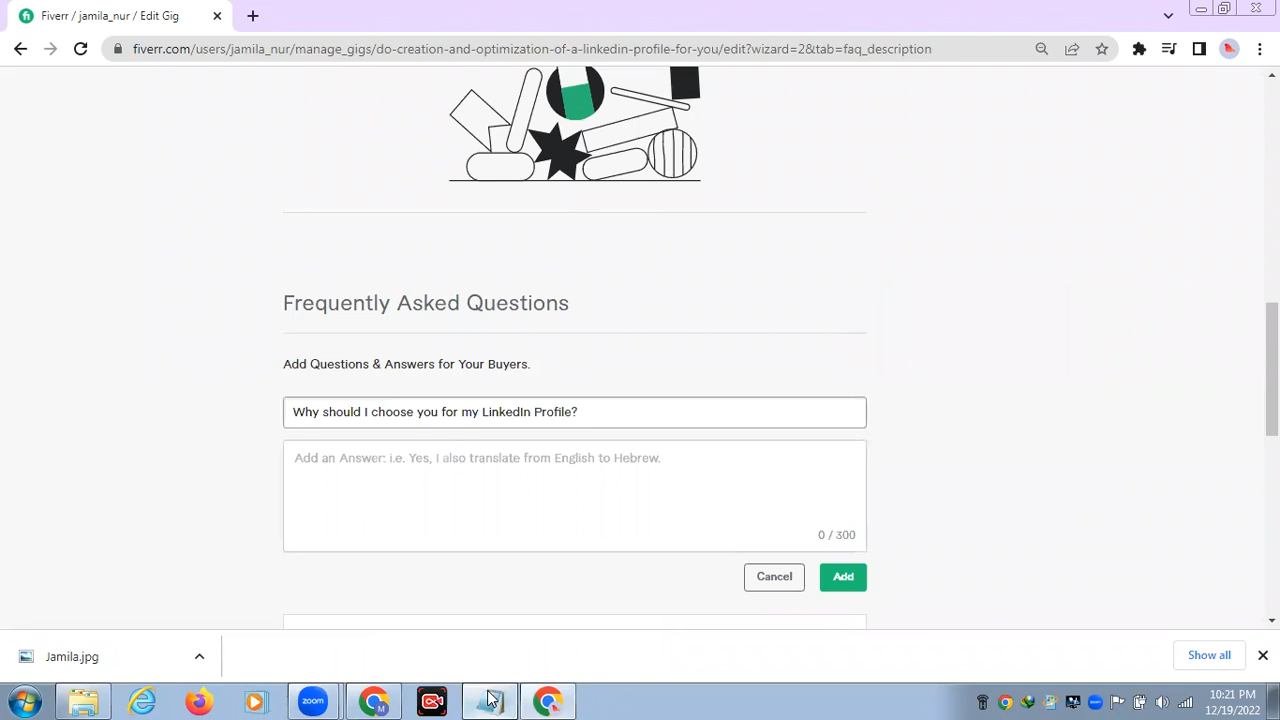 Fiverr / jamila_nur / Edit Gig
fiverr.com/users/jamila_nur/manage_gigs/do-creation-and-optimization-of-a-linkedin-profile-for-you/edit?wizard=2&tab=faq_description
Frequently Asked Questions
Add Questions & Answers for Your Buyers.
Why should I choose you for my LinkedIn Profile?
Add an Answer: i.e. Yes, I also translate from English to Hebrew.
0 / 300
Cancel
Add
Jamila.jpg
Show all
zoom
M
10:21 PM
12/19/2022